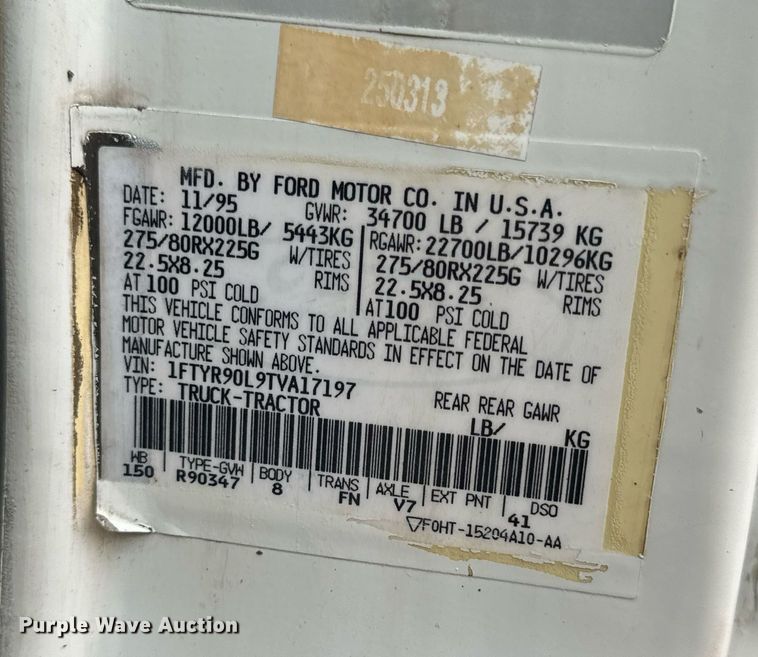 250313
MFD. BY FORD MOTOR CO. IN U.S.A.
DATE: 11/95 GVWR: 34700 LB / 15739 KG
FGAWR: 12000LB/ 5443KG RGAWR: 22700LB/10296KG
275/80RX225G W/TIRES 275/80RX225G W/TIRES
22.5X8.25 RIMS 22.5X8.25 RIMS
AT 100 PSI COLD AT100 PSI COLD
THIS VEHICLE CONFORMS TO ALL APPLICABLE FEDERAL
MOTOR VEHICLE SAFETY STANDARDS IN EFFECT ON THE DATE OF
MANUFACTURE SHOWN ABOVE.
VIN: 1FTYR90L9TVA17197 REAR REAR GAWR
TYPE: TRUCK-TRACTOR LB/ KG
WB TYPE-GVW BODY TRANS AXLE EXT PNT DSO
150 R90347 8 FN V7 41
F0HT-15204A10-AA
Purple Wave Auction